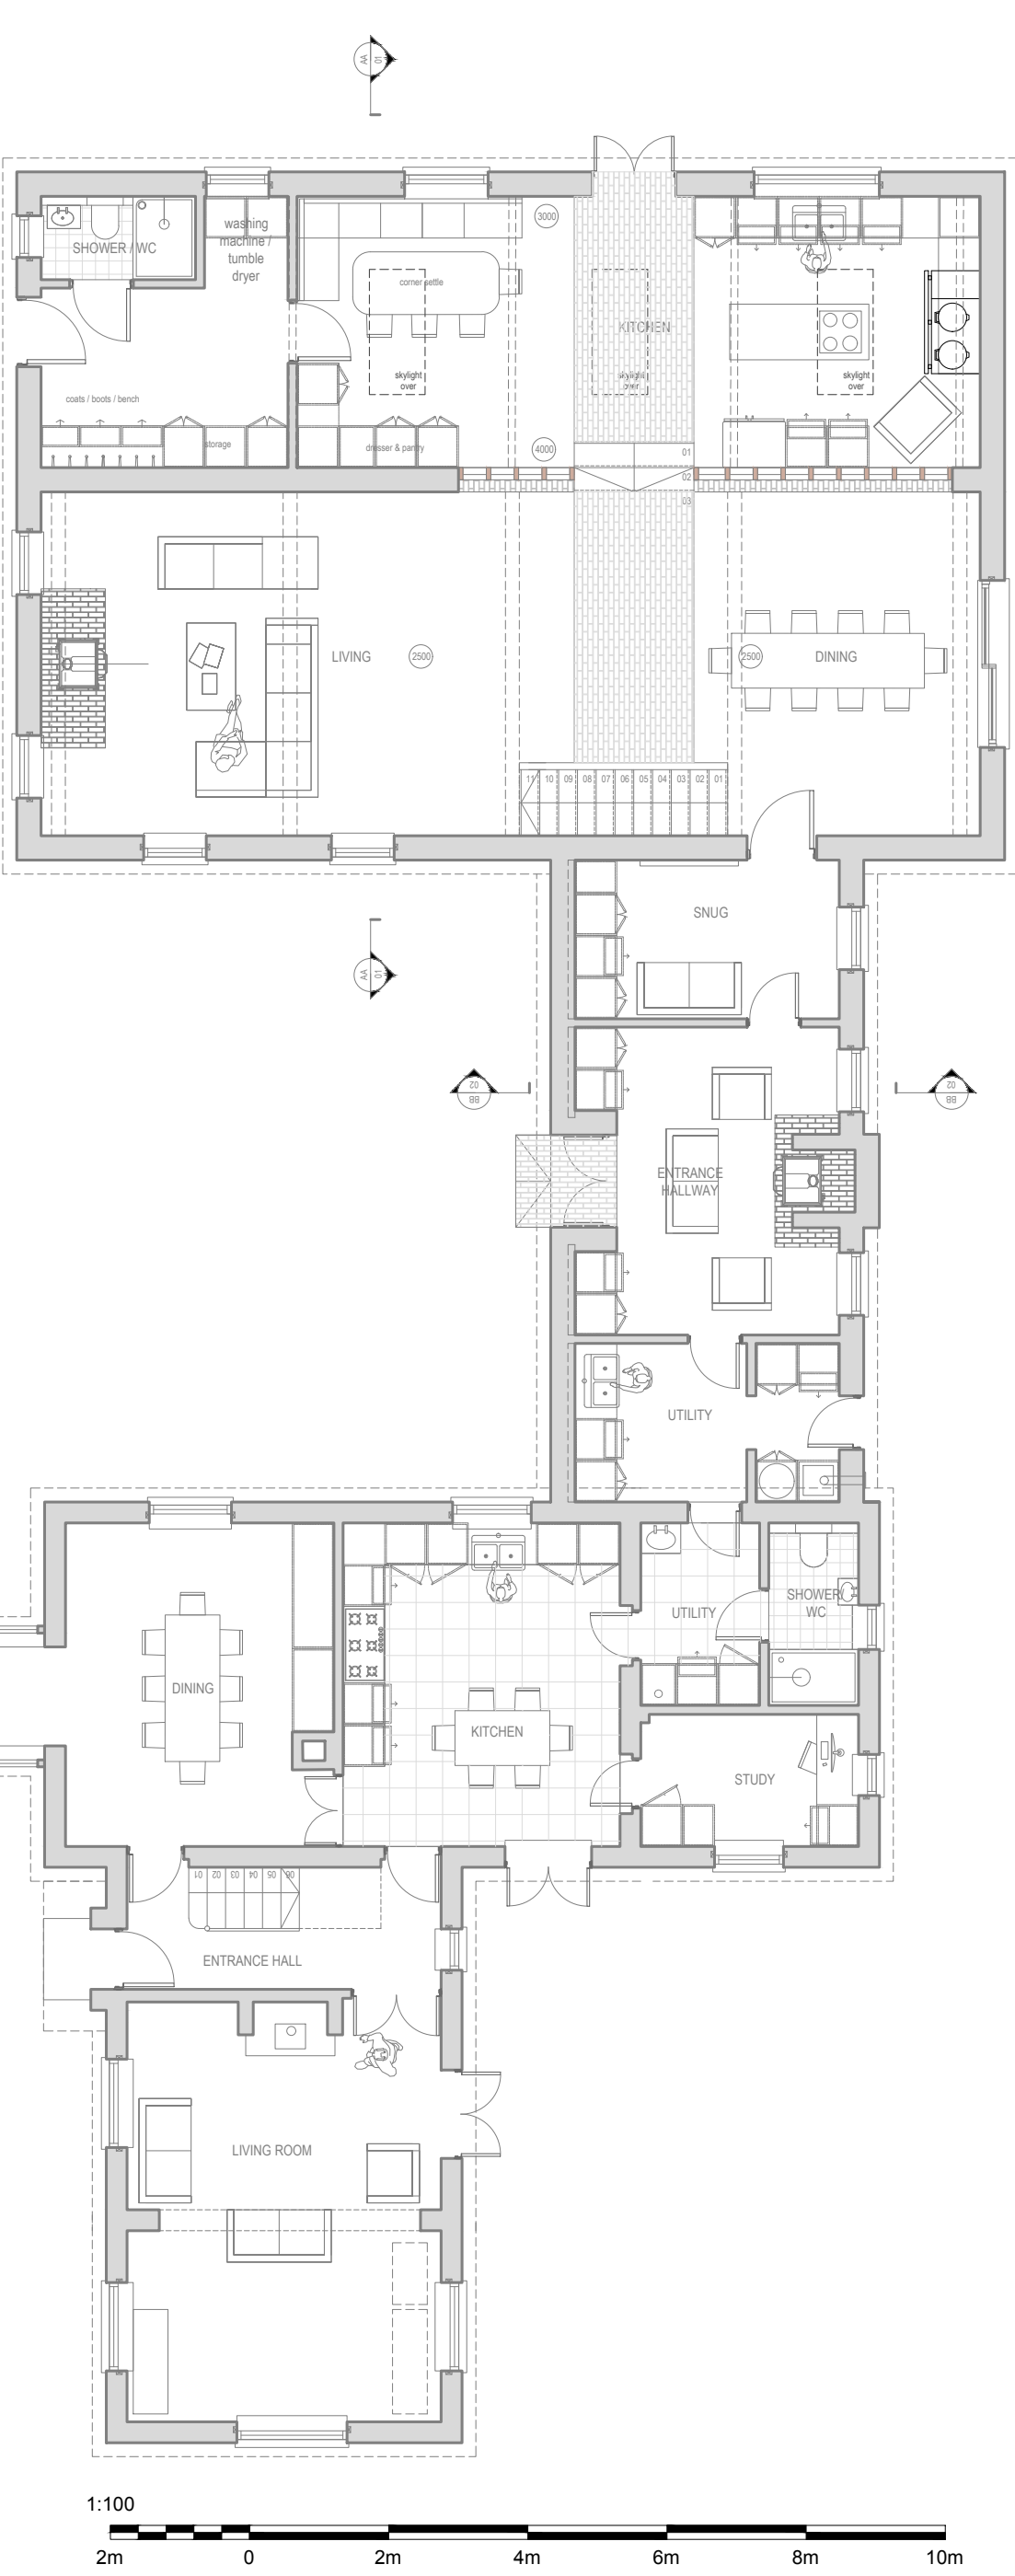 AA
01
SHOWER / WC
washing
machine /
tumble
dryer
3000
corner settle
KITCHEN
skylight
over
skylight
over
skylight
over
coats / boots / bench
storage
dresser & pantry
4000
01
02
03
LIVING
2500
2500
DINING
11 10 09 08 07 06 05 04 03 02 01
SNUG
AA
01
02
BB
02
BB
ENTRANCE
HALLWAY
UTILITY
SHOWER/
WC
UTILITY
DINING
KITCHEN
STUDY
01 02 03 04 05 06
ENTRANCE HALL
LIVING ROOM
1:100
2m 0 2m 4m 6m 8m 10m